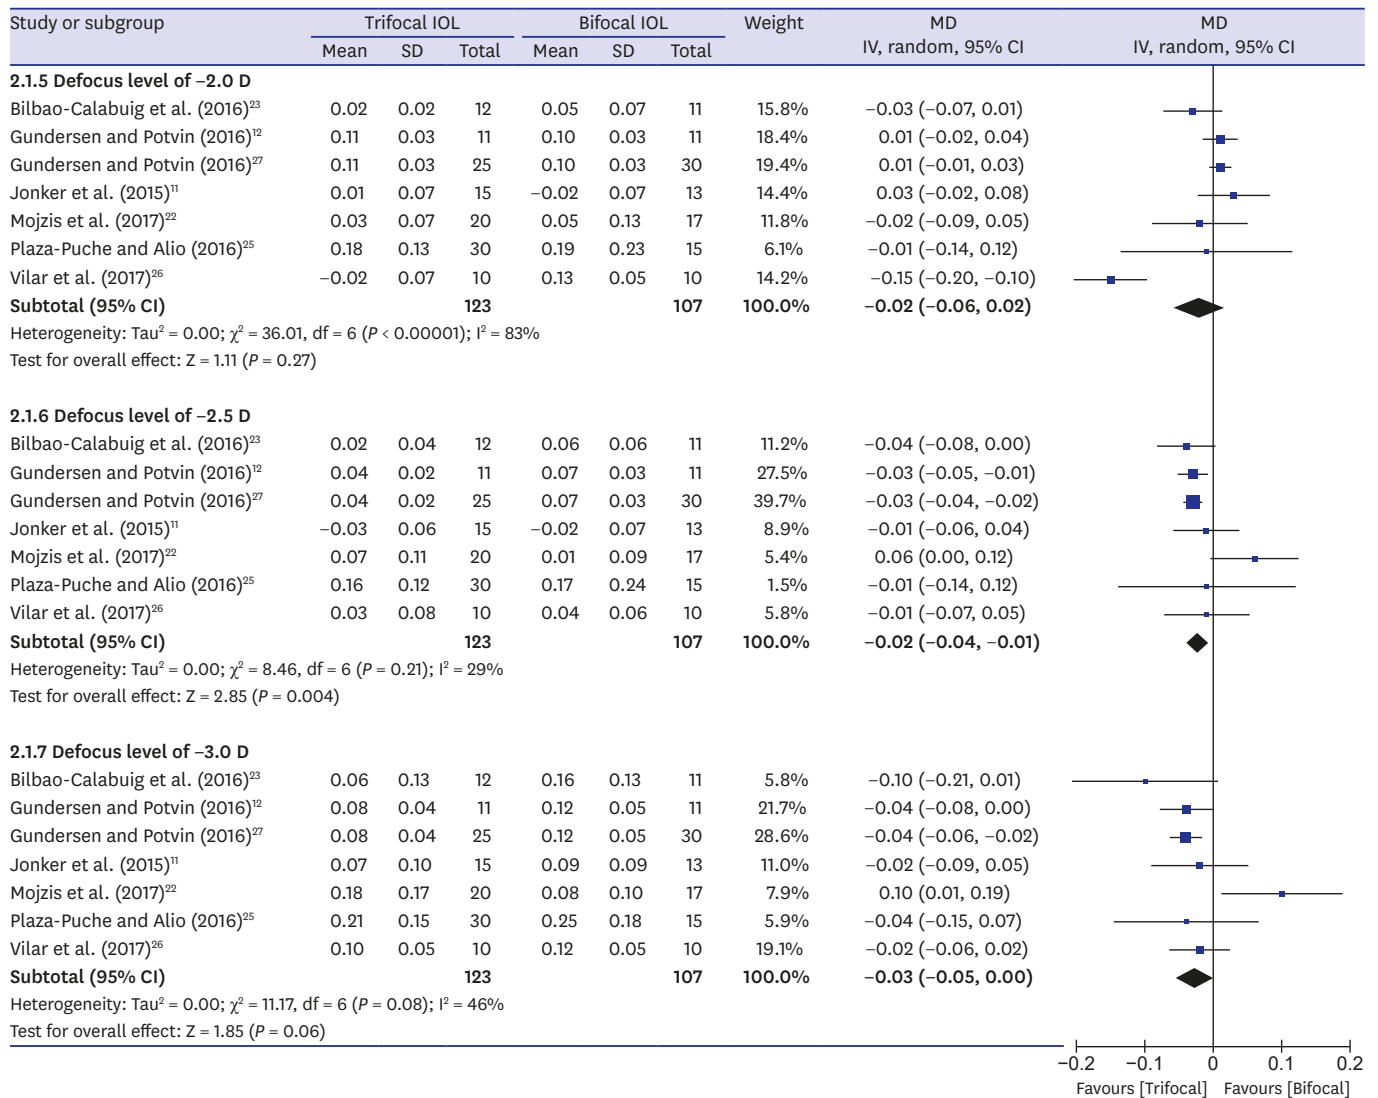 Study or subgroup Trifocal IOL Bifocal IOL Weight MD MD
Mean SD Total Mean SD Total IV, random, 95% CI IV, random, 95% CI
2.1.5 Defocus level of −2.0 D
Bilbao-Calabuig et al. (2016)²³ 0.02 0.02 12 0.05 0.07 11 15.8% −0.03 (−0.07, 0.01)
Gundersen and Potvin (2016)¹² 0.11 0.03 11 0.10 0.03 11 18.4% 0.01 (−0.02, 0.04)
Gundersen and Potvin (2016)²⁷ 0.11 0.03 25 0.10 0.03 30 19.4% 0.01 (−0.01, 0.03)
Jonker et al. (2015)¹¹ 0.01 0.07 15 −0.02 0.07 13 14.4% 0.03 (−0.02, 0.08)
Mojzis et al. (2017)²² 0.03 0.07 20 0.05 0.13 17 11.8% −0.02 (−0.09, 0.05)
Plaza-Puche and Alio (2016)²⁵ 0.18 0.13 30 0.19 0.23 15 6.1% −0.01 (−0.14, 0.12)
Vilar et al. (2017)²⁶ −0.02 0.07 10 0.13 0.05 10 14.2% −0.15 (−0.20, −0.10)
Subtotal (95% CI) 123 107 100.0% −0.02 (−0.06, 0.02)
Heterogeneity: Tau² = 0.00; χ² = 36.01, df = 6 (P < 0.00001); I² = 83%
Test for overall effect: Z = 1.11 (P = 0.27)
2.1.6 Defocus level of −2.5 D
Bilbao-Calabuig et al. (2016)²³ 0.02 0.04 12 0.06 0.06 11 11.2% −0.04 (−0.08, 0.00)
Gundersen and Potvin (2016)¹² 0.04 0.02 11 0.07 0.03 11 27.5% −0.03 (−0.05, −0.01)
Gundersen and Potvin (2016)²⁷ 0.04 0.02 25 0.07 0.03 30 39.7% −0.03 (−0.04, −0.02)
Jonker et al. (2015)¹¹ −0.03 0.06 15 −0.02 0.07 13 8.9% −0.01 (−0.06, 0.04)
Mojzis et al. (2017)²² 0.07 0.11 20 0.01 0.09 17 5.4% 0.06 (0.00, 0.12)
Plaza-Puche and Alio (2016)²⁵ 0.16 0.12 30 0.17 0.24 15 1.5% −0.01 (−0.14, 0.12)
Vilar et al. (2017)²⁶ 0.03 0.08 10 0.04 0.06 10 5.8% −0.01 (−0.07, 0.05)
Subtotal (95% CI) 123 107 100.0% −0.02 (−0.04, −0.01)
Heterogeneity: Tau² = 0.00; χ² = 8.46, df = 6 (P = 0.21); I² = 29%
Test for overall effect: Z = 2.85 (P = 0.004)
2.1.7 Defocus level of −3.0 D
Bilbao-Calabuig et al. (2016)²³ 0.06 0.13 12 0.16 0.13 11 5.8% −0.10 (−0.21, 0.01)
Gundersen and Potvin (2016)¹² 0.08 0.04 11 0.12 0.05 11 21.7% −0.04 (−0.08, 0.00)
Gundersen and Potvin (2016)²⁷ 0.08 0.04 25 0.12 0.05 30 28.6% −0.04 (−0.06, −0.02)
Jonker et al. (2015)¹¹ 0.07 0.10 15 0.09 0.09 13 11.0% −0.02 (−0.09, 0.05)
Mojzis et al. (2017)²² 0.18 0.17 20 0.08 0.10 17 7.9% 0.10 (0.01, 0.19)
Plaza-Puche and Alio (2016)²⁵ 0.21 0.15 30 0.25 0.18 15 5.9% −0.04 (−0.15, 0.07)
Vilar et al. (2017)²⁶ 0.10 0.05 10 0.12 0.05 10 19.1% −0.02 (−0.06, 0.02)
Subtotal (95% CI) 123 107 100.0% −0.03 (−0.05, 0.00)
Heterogeneity: Tau² = 0.00; χ² = 11.17, df = 6 (P = 0.08); I² = 46%
Test for overall effect: Z = 1.85 (P = 0.06)
−0.2 −0.1 0 0.1 0.2
Favours [Trifocal] Favours [Bifocal]